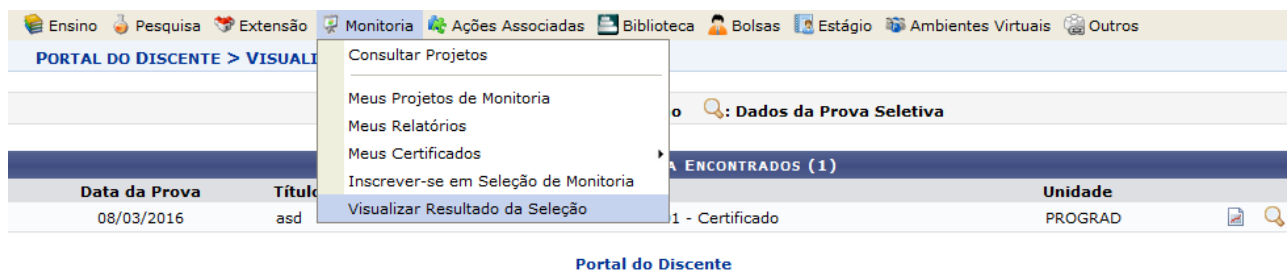 Ensino Pesquisa Extensão Monitoria Ações Associadas Biblioteca Bolsas Estágio Ambientes Virtuais Outros
PORTAL DO DISCENTE > VISUALI
Consultar Projetos
Meus Projetos de Monitoria
o : Dados da Prova Seletiva
Meus Relatórios
Meus Certificados
A ENCONTRADOS (1)
Inscrever-se em Seleção de Monitoria
Data da Prova Título Unidade
Visualizar Resultado da Seleção
08/03/2016 asd 01 - Certificado PROGRAD
Portal do Discente